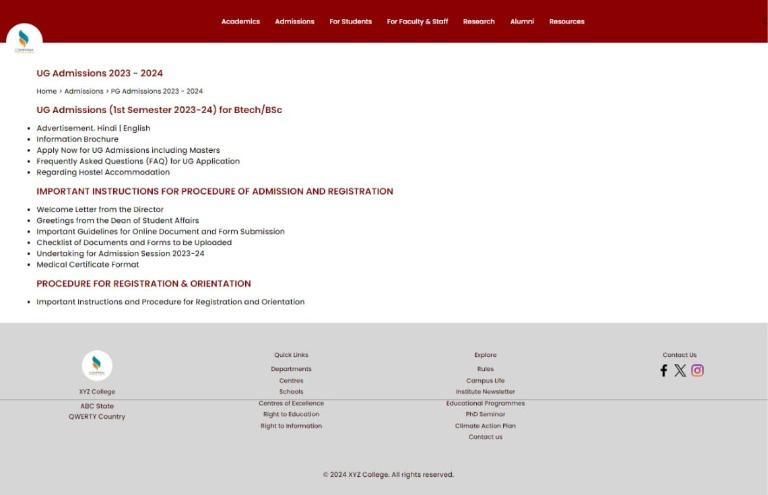 Academics Admissions For Students For Faculty & Staff Research Alumni Resources
UG Admissions 2023 - 2024
Home > Admissions > PG Admissions 2023 - 2024
UG Admissions (1st Semester 2023-24) for Btech/BSc
Advertisement. Hindi | English
Information Brochure
Apply Now for UG Admissions including Masters
Frequently Asked Questions (FAQ) for UG Application
Regarding Hostel Accommodation
IMPORTANT INSTRUCTIONS FOR PROCEDURE OF ADMISSION AND REGISTRATION
Welcome Letter from the Director
Greetings from the Dean of Student Affairs
Important Guidelines for Online Document and Form Submission
Checklist of Documents and Forms to be Uploaded
Undertaking for Admission Session 2023-24
Medical Certificate Format
PROCEDURE FOR REGISTRATION & ORIENTATION
Important Instructions and Procedure for Registration and Orientation
XYZ College
ABC State
QWERTY Country
Quick Links
Departments
Centres
Schools
Centres of Excellence
Right to Education
Right to Information
Explore
Rules
Campus Life
Institute Newsletter
Educational Programmes
PhD Seminar
Climate Action Plan
Contact us
Contact Us
© 2024 XYZ College. All rights reserved.